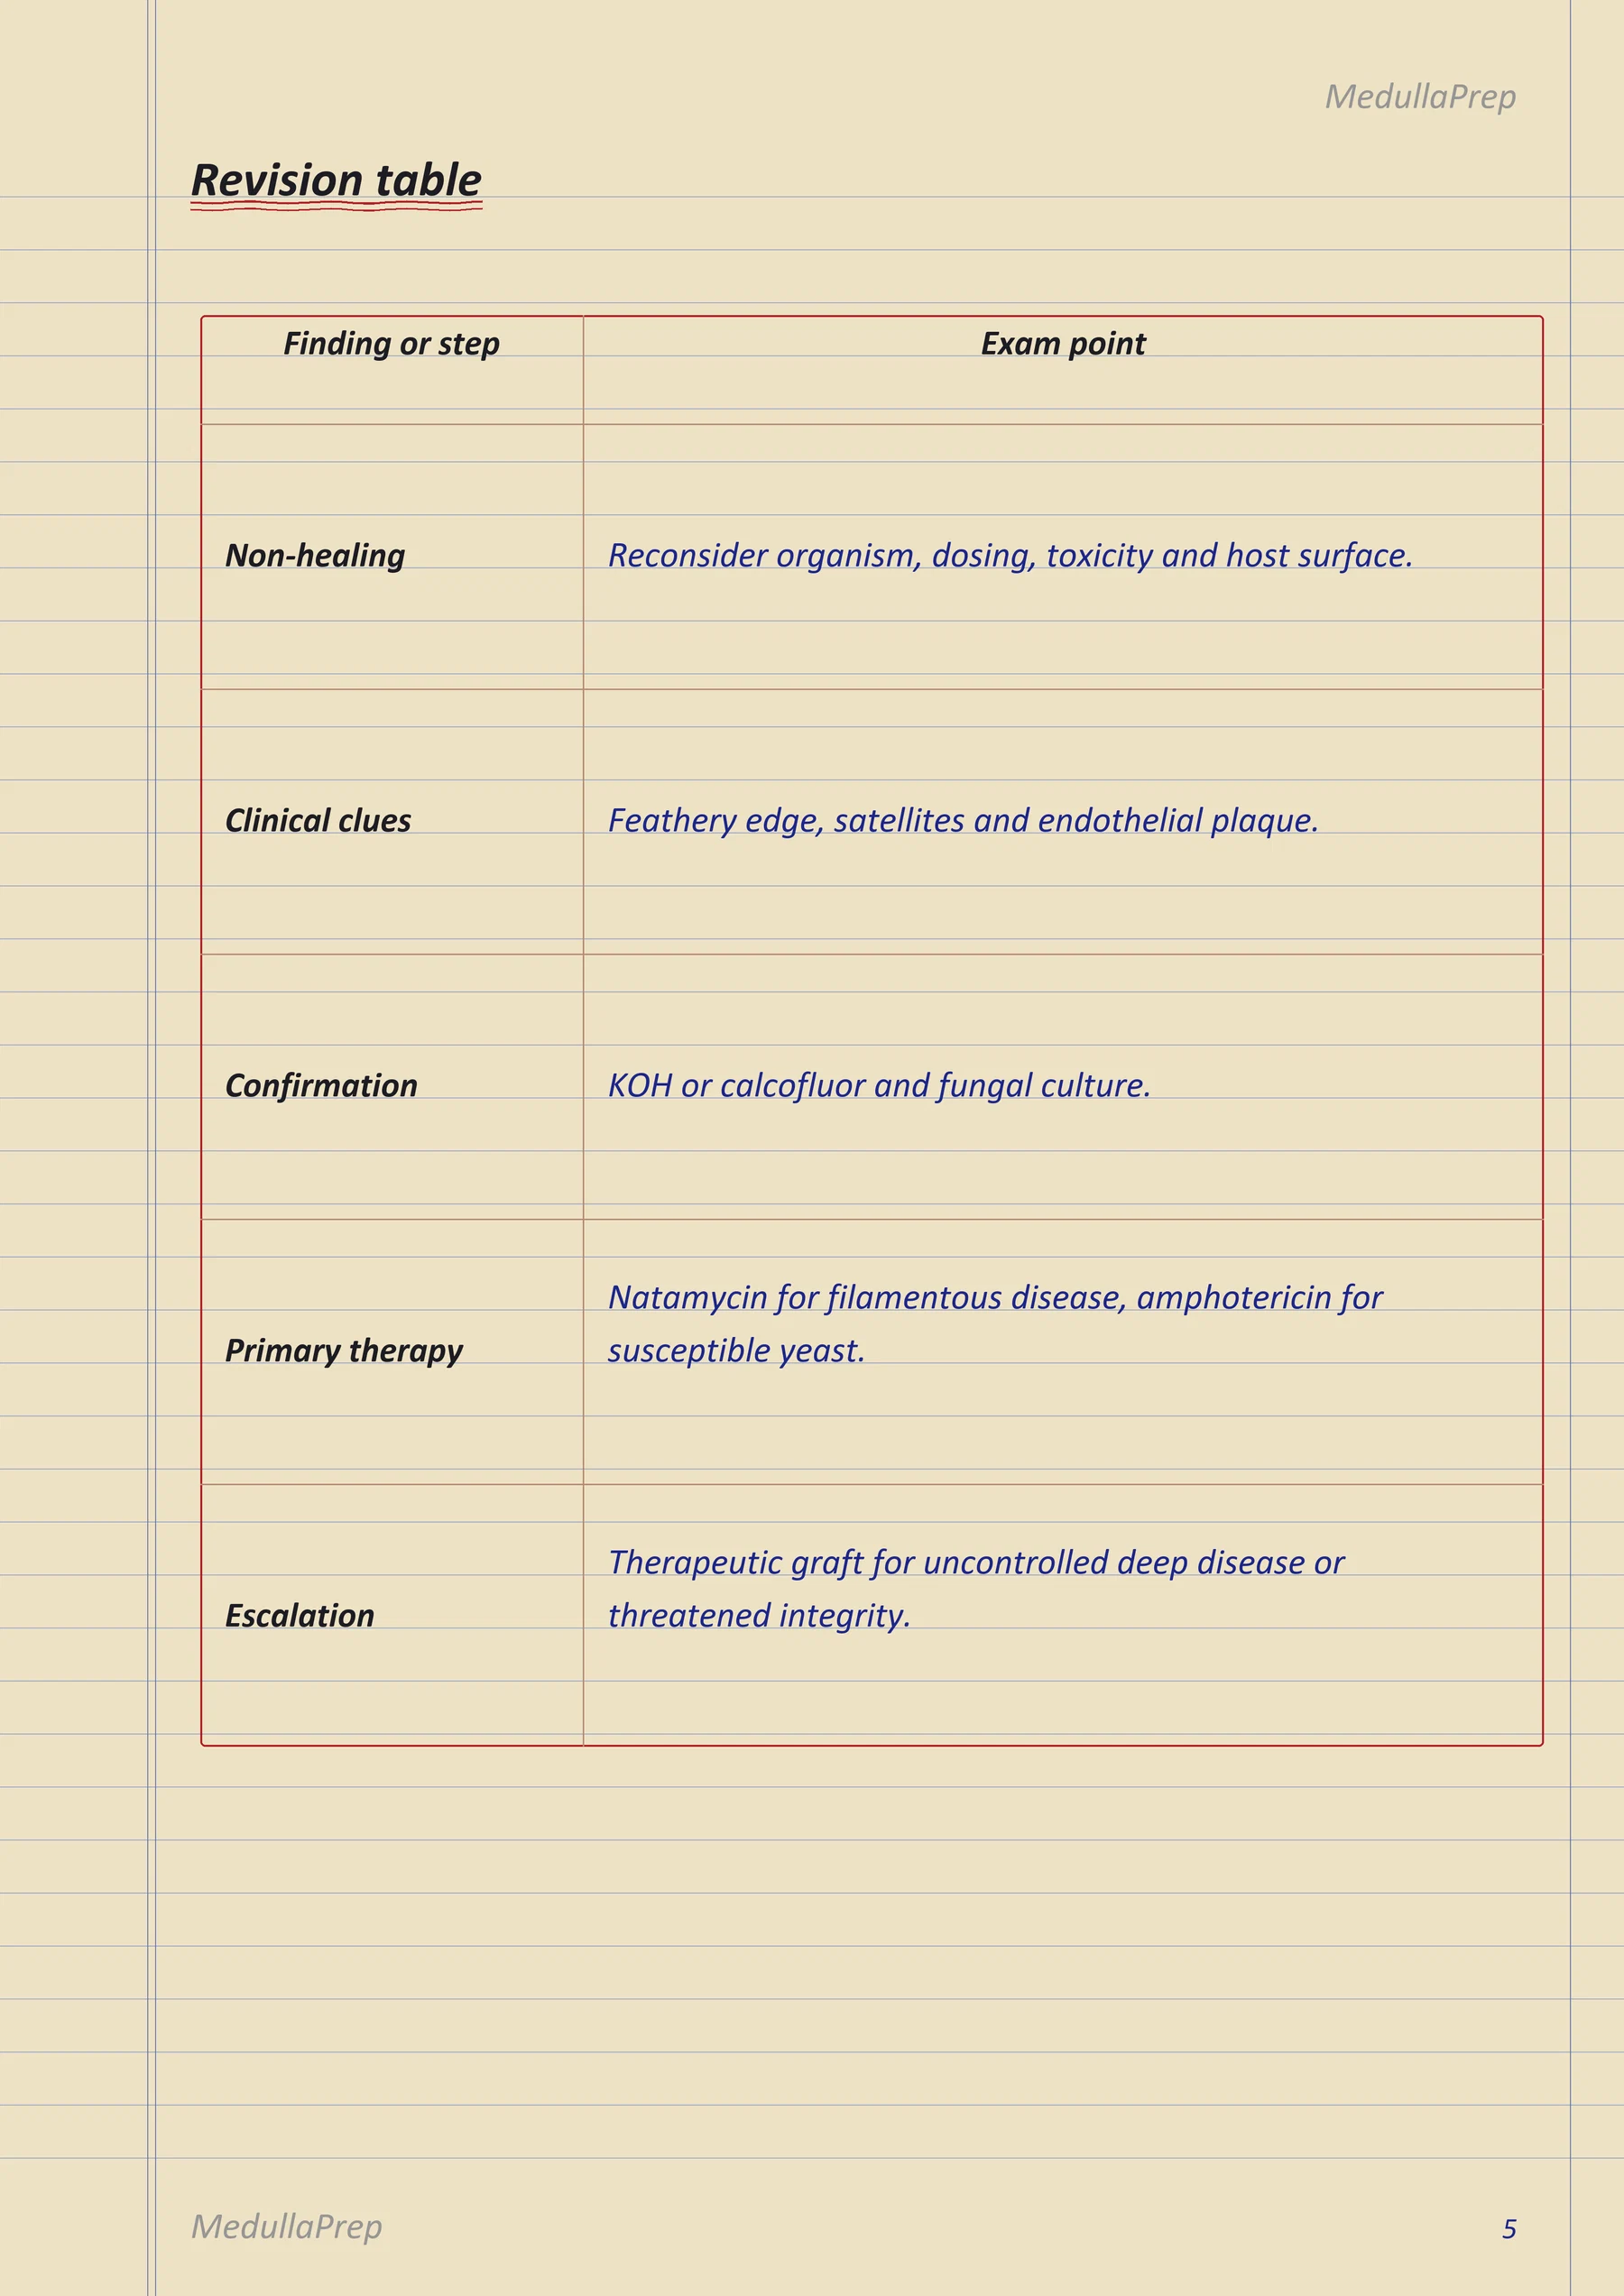 MedullaPrep
Revision table
Finding or step
Exam point
Non-healing
Reconsider organism, dosing, toxicity and host surface.
Clinical clues
Feathery edge, satellites and endothelial plaque.
Confirmation
KOH or calcofluor and fungal culture.
Primary therapy
Natamycin for filamentous disease, amphotericin for
susceptible yeast.
Escalation
Therapeutic graft for uncontrolled deep disease or
threatened integrity.
MedullaPrep
5